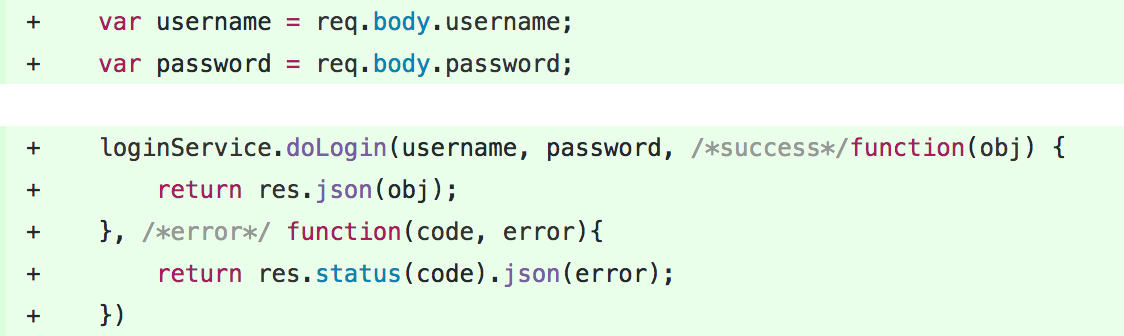 +    var username = req.body.username;
+    var password = req.body.password;
+    loginService.doLogin(username, password, /*success*/function(obj) {
+        return res.json(obj);
+    }, /*error*/ function(code, error){
+        return res.status(code).json(error);
+    })